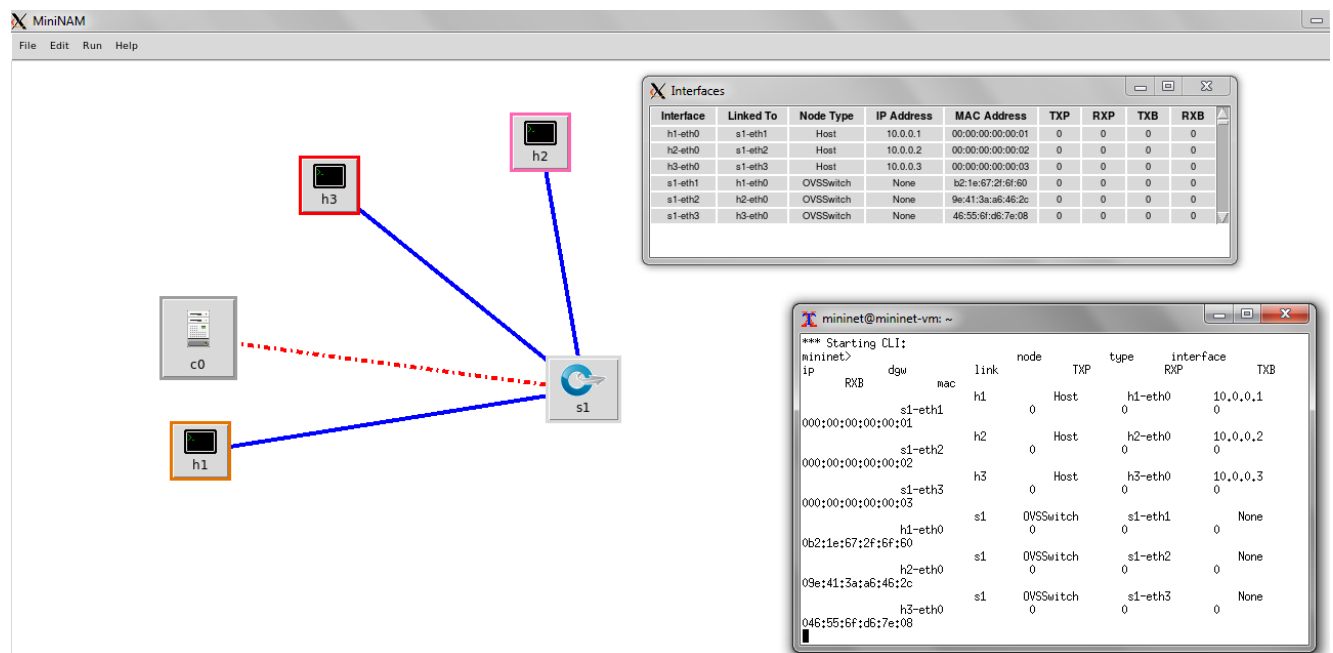 MiniNAM
File Edit Run Help
h2
h3
c0
s1
h1
Interfaces
Interface Linked To Node Type IP Address MAC Address TXP RXP TXB RXB
h1-eth0 s1-eth1 Host 10.0.0.1 00:00:00:00:00:01 0 0 0 0
h2-eth0 s1-eth2 Host 10.0.0.2 00:00:00:00:00:02 0 0 0 0
h3-eth0 s1-eth3 Host 10.0.0.3 00:00:00:00:00:03 0 0 0 0
s1-eth1 h1-eth0 OVSSwitch None b2:1e:67:2f:6f:60 0 0 0 0
s1-eth2 h2-eth0 OVSSwitch None 9e:41:3a:a6:46:2c 0 0 0 0
s1-eth3 h3-eth0 OVSSwitch None 46:55:6f:d6:7e:08 0 0 0 0
mininet@mininet-vm: ~
*** Starting CLI:
mininet> node type interface
ip dgw link TXP RXP TXB
RXB mac
h1 Host h1-eth0 10.0.0.1
s1-eth1 0 0 0
000:00:00:00:00:01
h2 Host h2-eth0 10.0.0.2
s1-eth2 0 0 0
000:00:00:00:00:02
h3 Host h3-eth0 10.0.0.3
s1-eth3 0 0 0
000:00:00:00:00:03
s1 OVSSwitch s1-eth1 None
h1-eth0 0 0 0
0b2:1e:67:2f:6f:60
s1 OVSSwitch s1-eth2 None
h2-eth0 0 0 0
09e:41:3a:a6:46:2c
s1 OVSSwitch s1-eth3 None
h3-eth0 0 0 0
046:55:6f:d6:7e:08